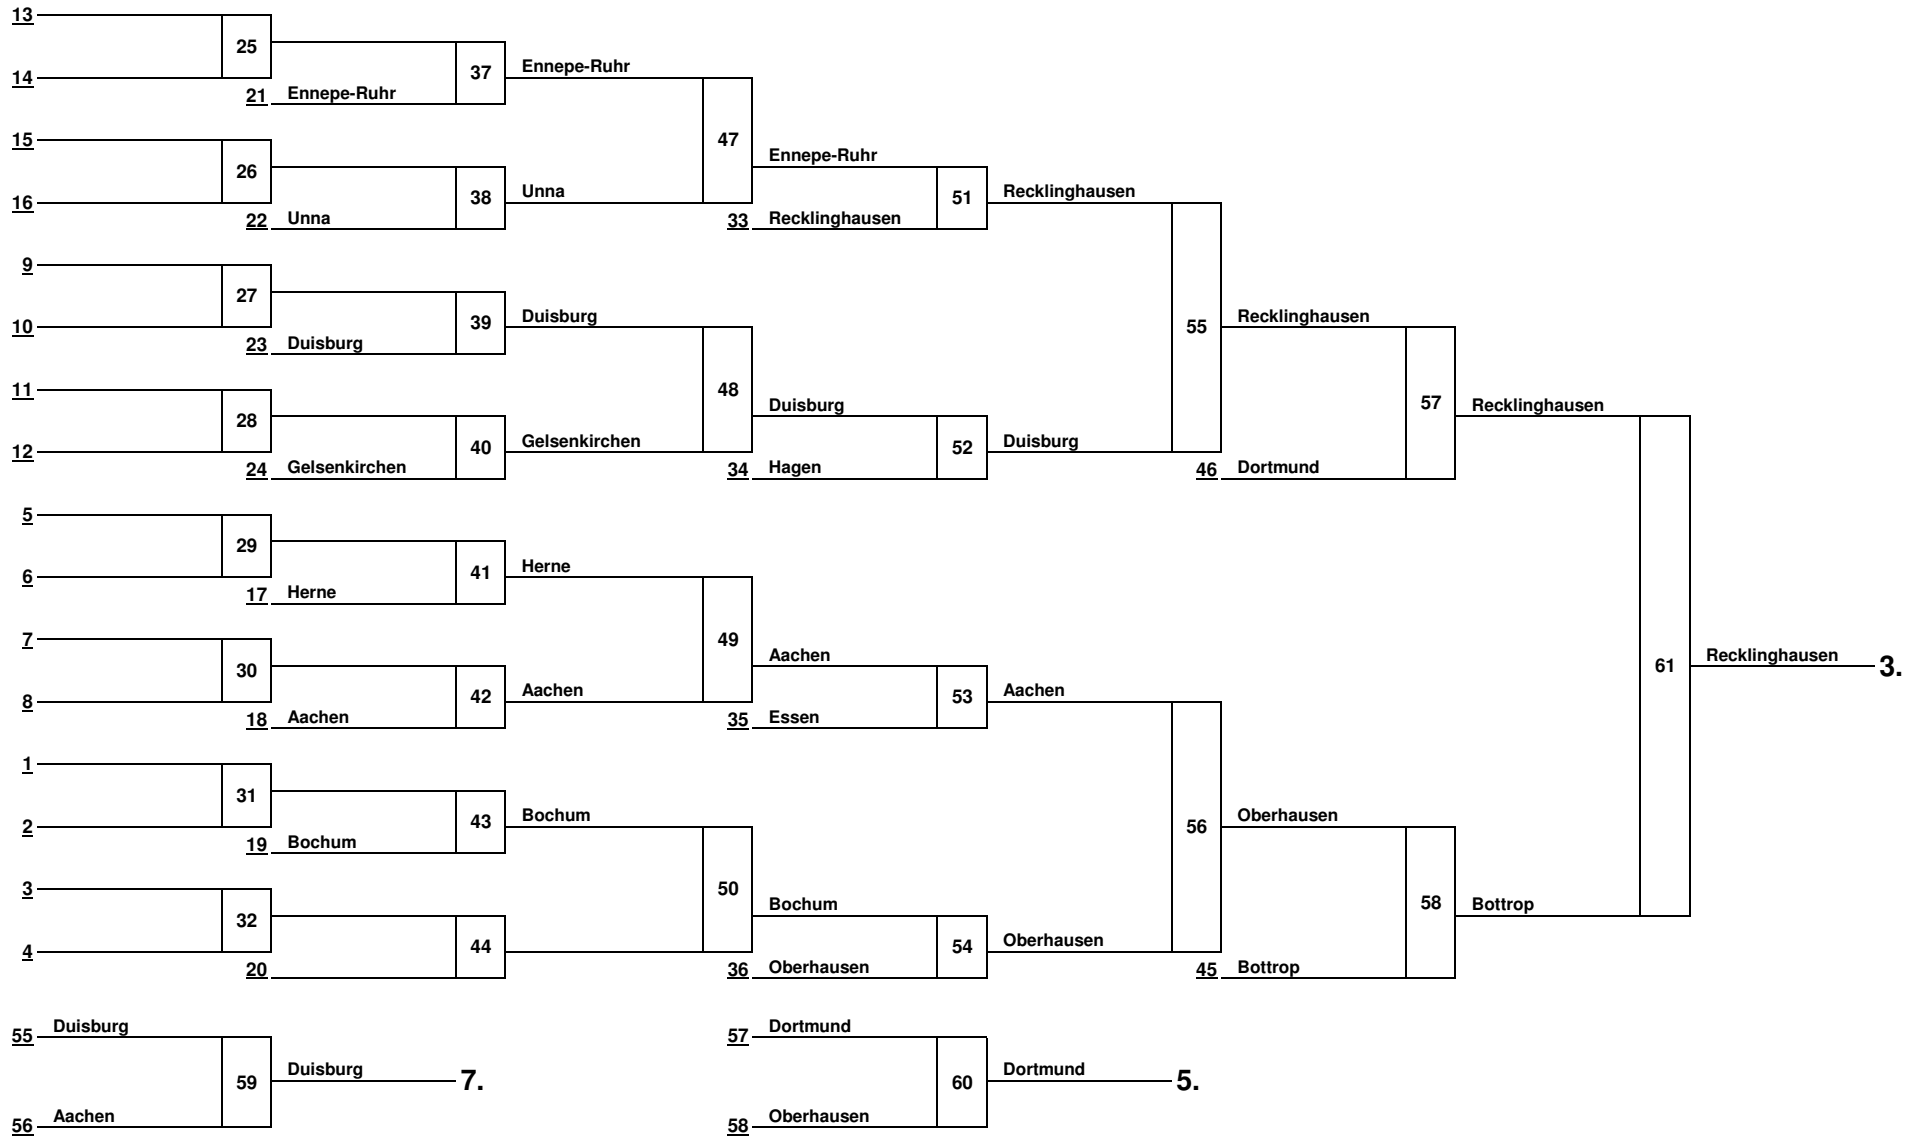 13
25
14
37
Ennepe-Ruhr
21 Ennepe-Ruhr
15
47
26
Ennepe-Ruhr
16
38
Unna
51
Recklinghausen
22 Unna
33 Recklinghausen
9
27
10
39
Duisburg
55
Recklinghausen
23 Duisburg
11
48
28
Duisburg
57
Recklinghausen
12
40
Gelsenkirchen
52
Duisburg
24 Gelsenkirchen
34 Hagen
46 Dortmund
5
29
6
41
Herne
17 Herne
7
49
30
Aachen
61
Recklinghausen 3.
8
42
Aachen
53
Aachen
18 Aachen
35 Essen
1
31
2
43
Bochum
56
Oberhausen
19 Bochum
3
50
32
Bochum
58
Bottrop
4
44
54
Oberhausen
20
36 Oberhausen
45 Bottrop
55 Duisburg
59
Duisburg 7.
56 Aachen
57 Dortmund
60
Dortmund 5.
58 Oberhausen